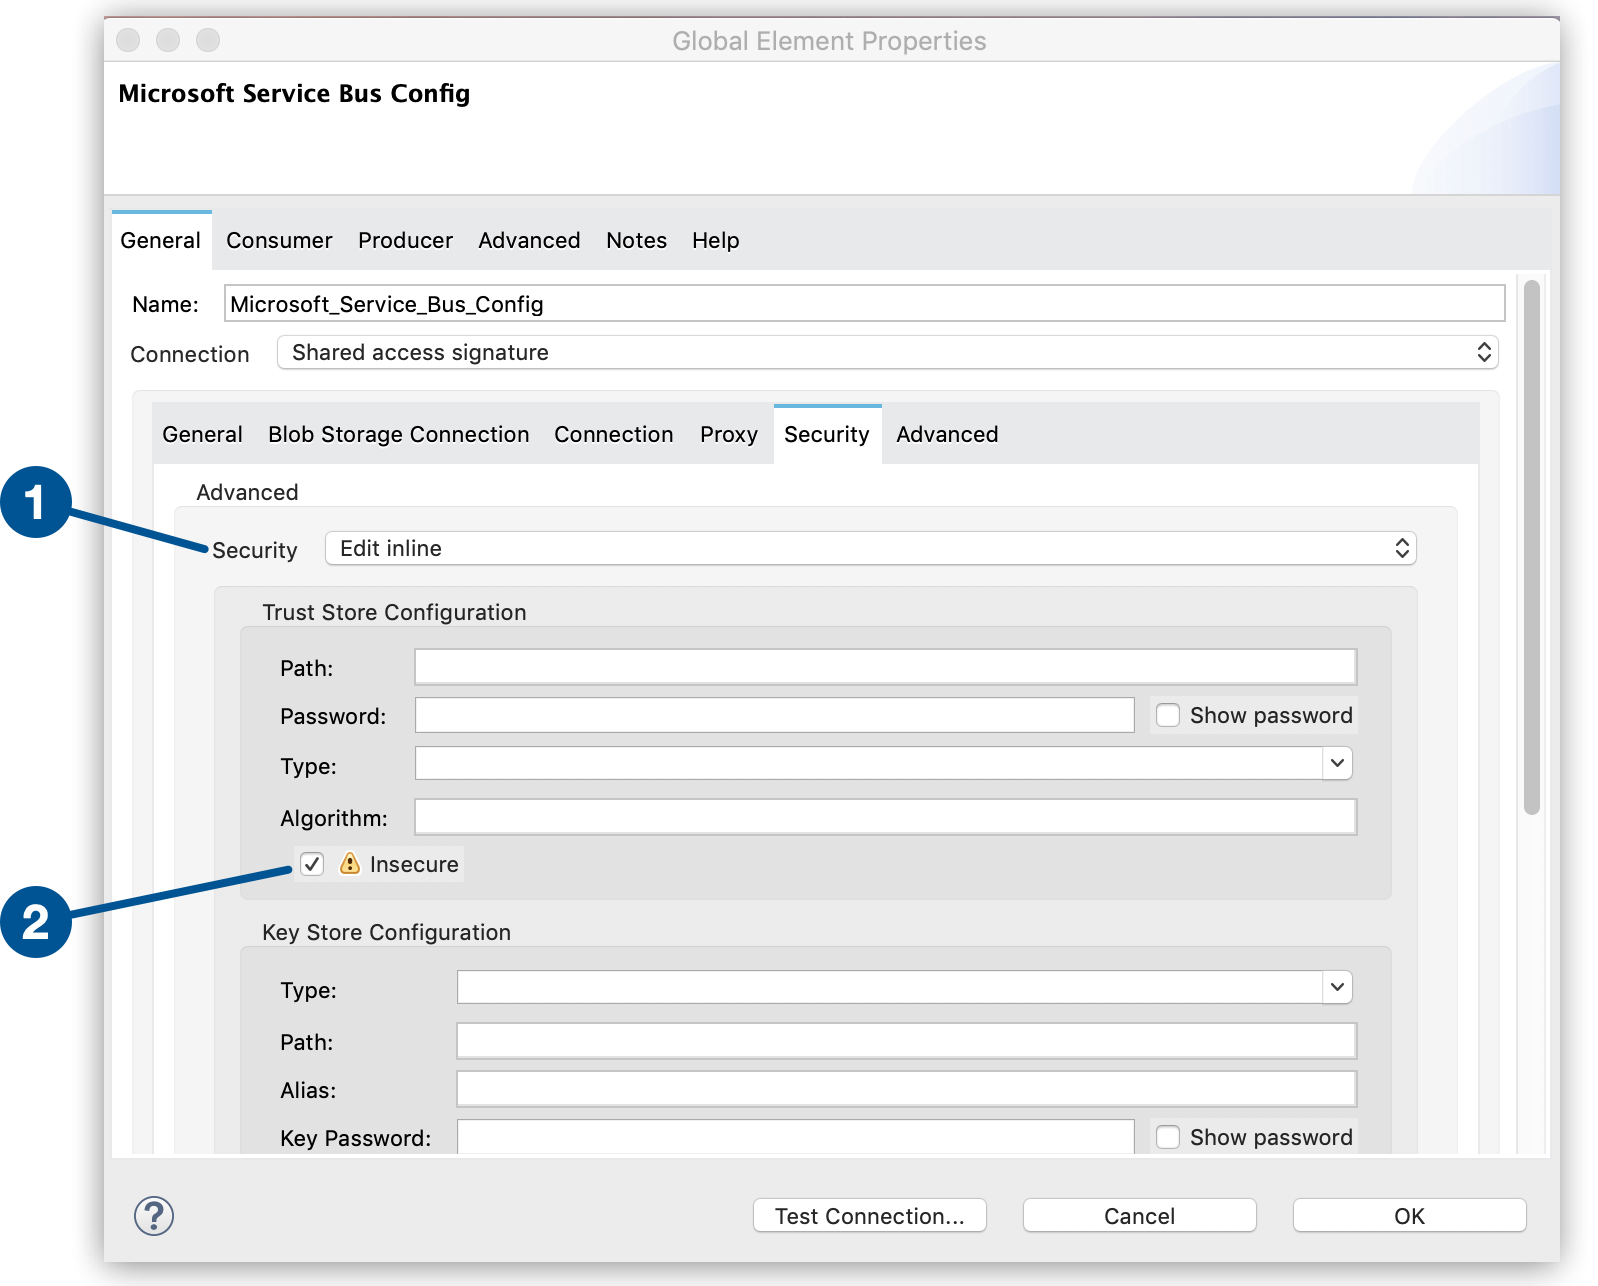 Global Element Properties
Microsoft Service Bus Config
General Consumer Producer Advanced Notes Help
Name: Microsoft_Service_Bus_Config
Connection Shared access signature
General Blob Storage Connection Connection Proxy Security Advanced
Advanced
1
Security Edit inline
Trust Store Configuration
Path:
Password: Show password
Type:
Algorithm:
Insecure
2
Key Store Configuration
Type:
Path:
Alias:
Key Password: Show password
? Test Connection... Cancel OK